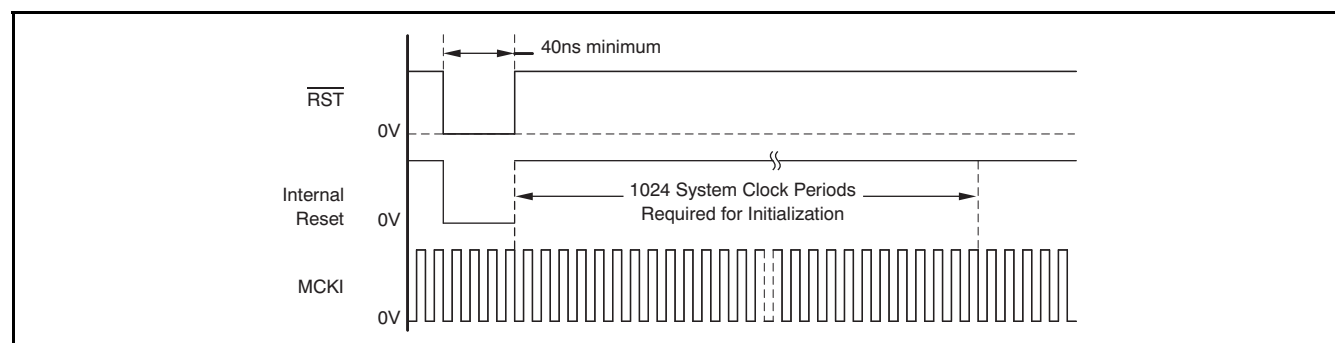 40ns minimum
RST
0V
1024 System Clock Periods
Required for Initialization
Internal
Reset
0V
MCKI
0V